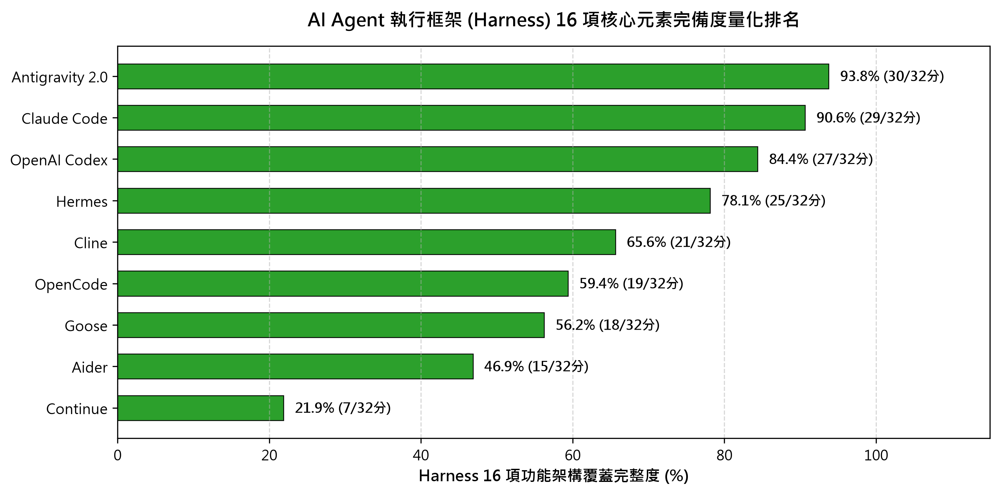 AI Agent 執行框架 (Harness) 16 項核心元素完備度量化排名
Antigravity 2.0 93.8% (30/32分)
Claude Code 90.6% (29/32分)
OpenAI Codex 84.4% (27/32分)
Hermes 78.1% (25/32分)
Cline 65.6% (21/32分)
OpenCode 59.4% (19/32分)
Goose 56.2% (18/32分)
Aider 46.9% (15/32分)
Continue 21.9% (7/32分)
0 20 40 60 80 100
Harness 16 項功能架構覆蓋完整度 (%)